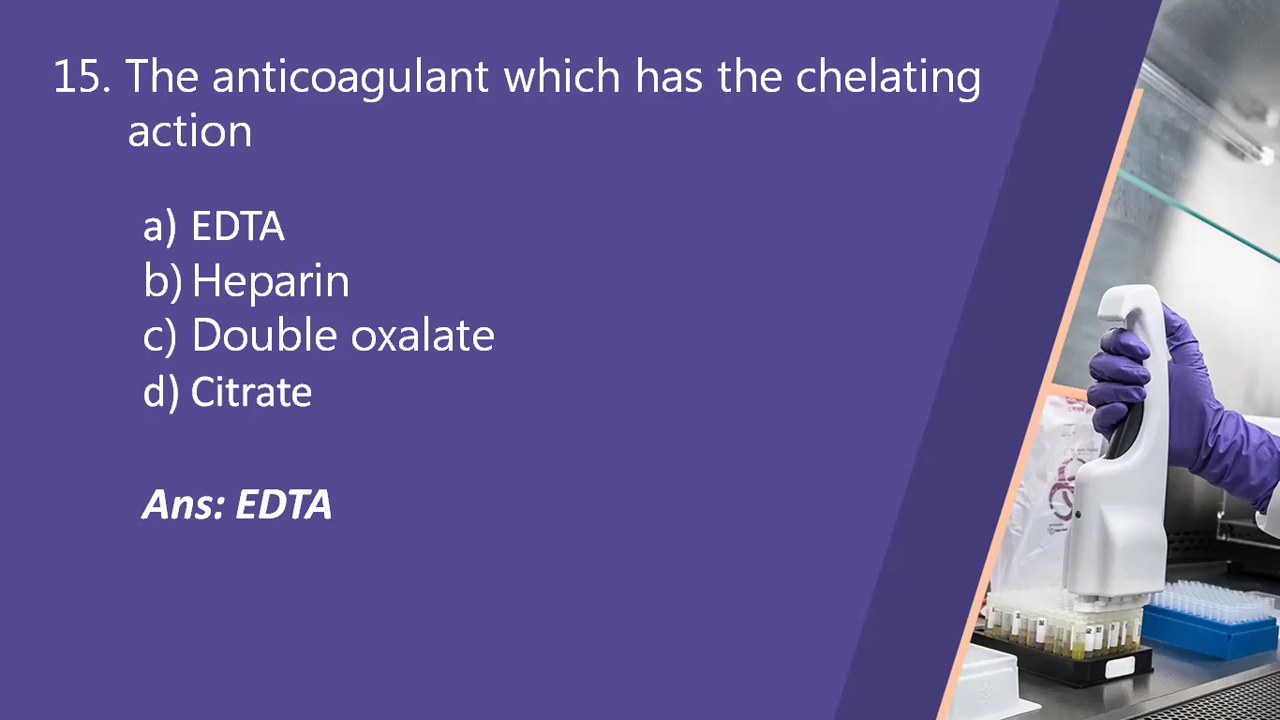 15. The anticoagulant which has the chelating
action
a) EDTA
b) Heparin
c) Double oxalate
d) Citrate
Ans: EDTA